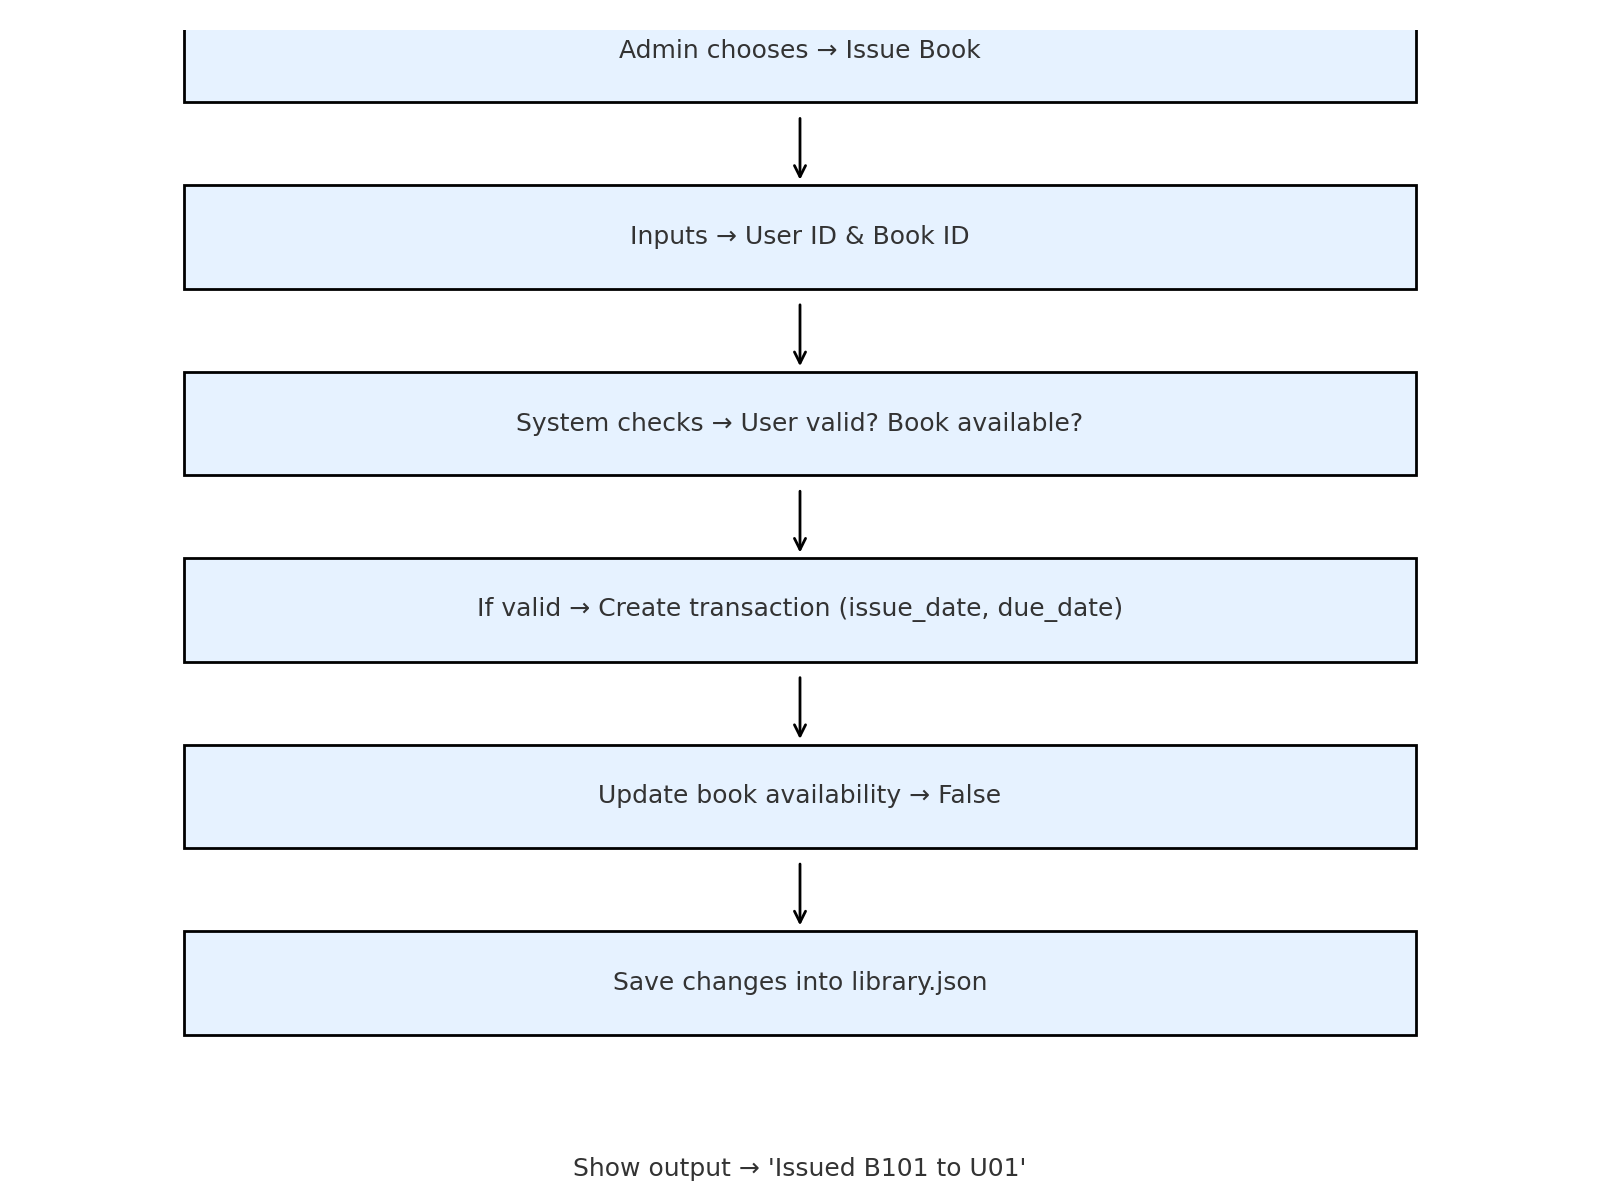 Admin chooses → Issue Book
Inputs → User ID & Book ID
System checks → User valid? Book available?
If valid → Create transaction (issue_date, due_date)
Update book availability → False
Save changes into library.json
Show output → 'Issued B101 to U01'